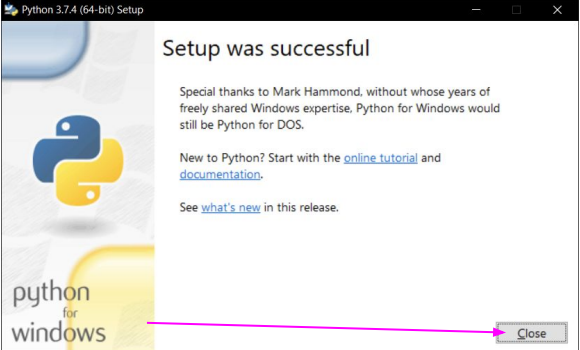 Python 3.7.4 (64-bit) Setup
Setup was successful
Special thanks to Mark Hammond, without whose years of
freely shared Windows expertise, Python for Windows would
still be Python for DOS.
New to Python? Start with the online tutorial and
documentation.
See what's new in this release.
python
for
windows
Close